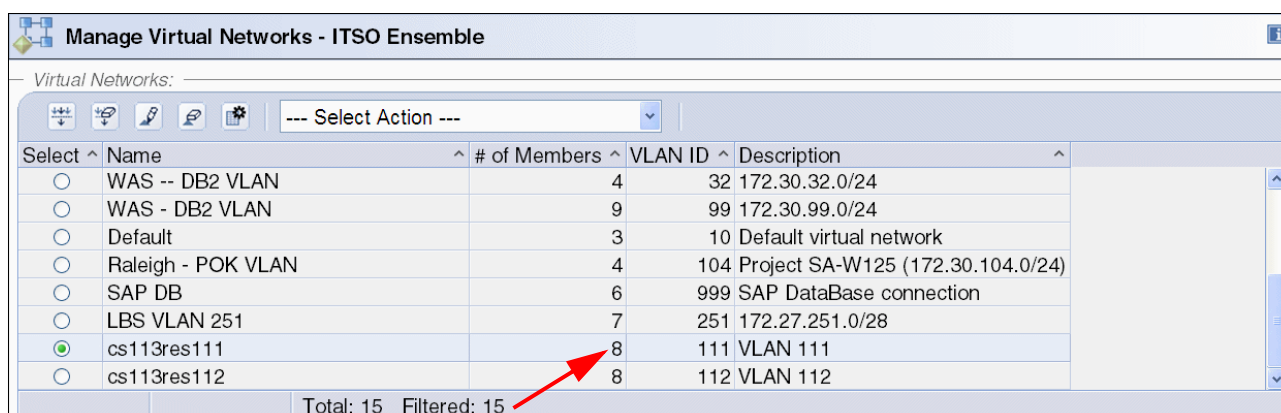 Manage Virtual Networks - ITSO Ensemble
Virtual Networks:
--- Select Action ---
Select ^ Name ^ # of Members ^ VLAN ID ^ Description ^
WAS -- DB2 VLAN 4 32 172.30.32.0/24
WAS - DB2 VLAN 9 99 172.30.99.0/24
Default 3 10 Default virtual network
Raleigh - POK VLAN 4 104 Project SA-W125 (172.30.104.0/24)
SAP DB 6 999 SAP DataBase connection
LBS VLAN 251 7 251 172.27.251.0/28
cs113res111 8 111 VLAN 111
cs113res112 8 112 VLAN 112
Total: 15 Filtered: 15